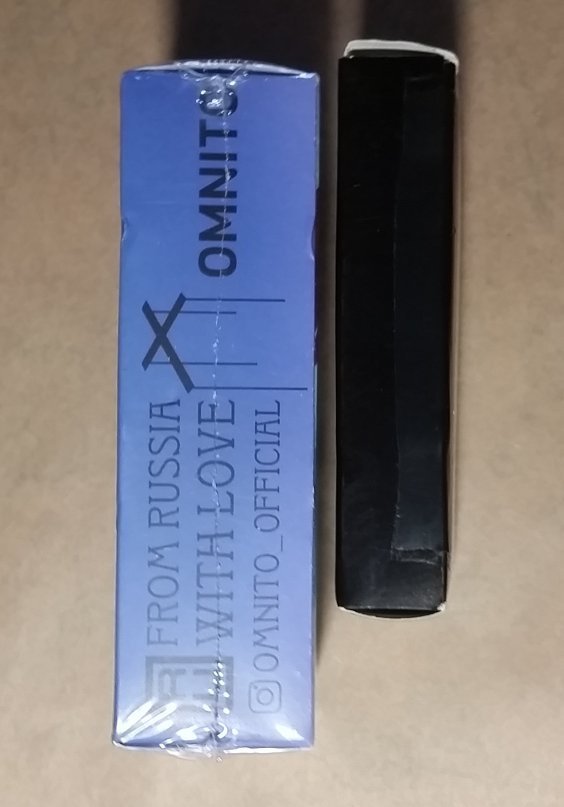 OMNITO
FROM RUSSIA
WITH LOVE
OMNITO_OFFICIAL